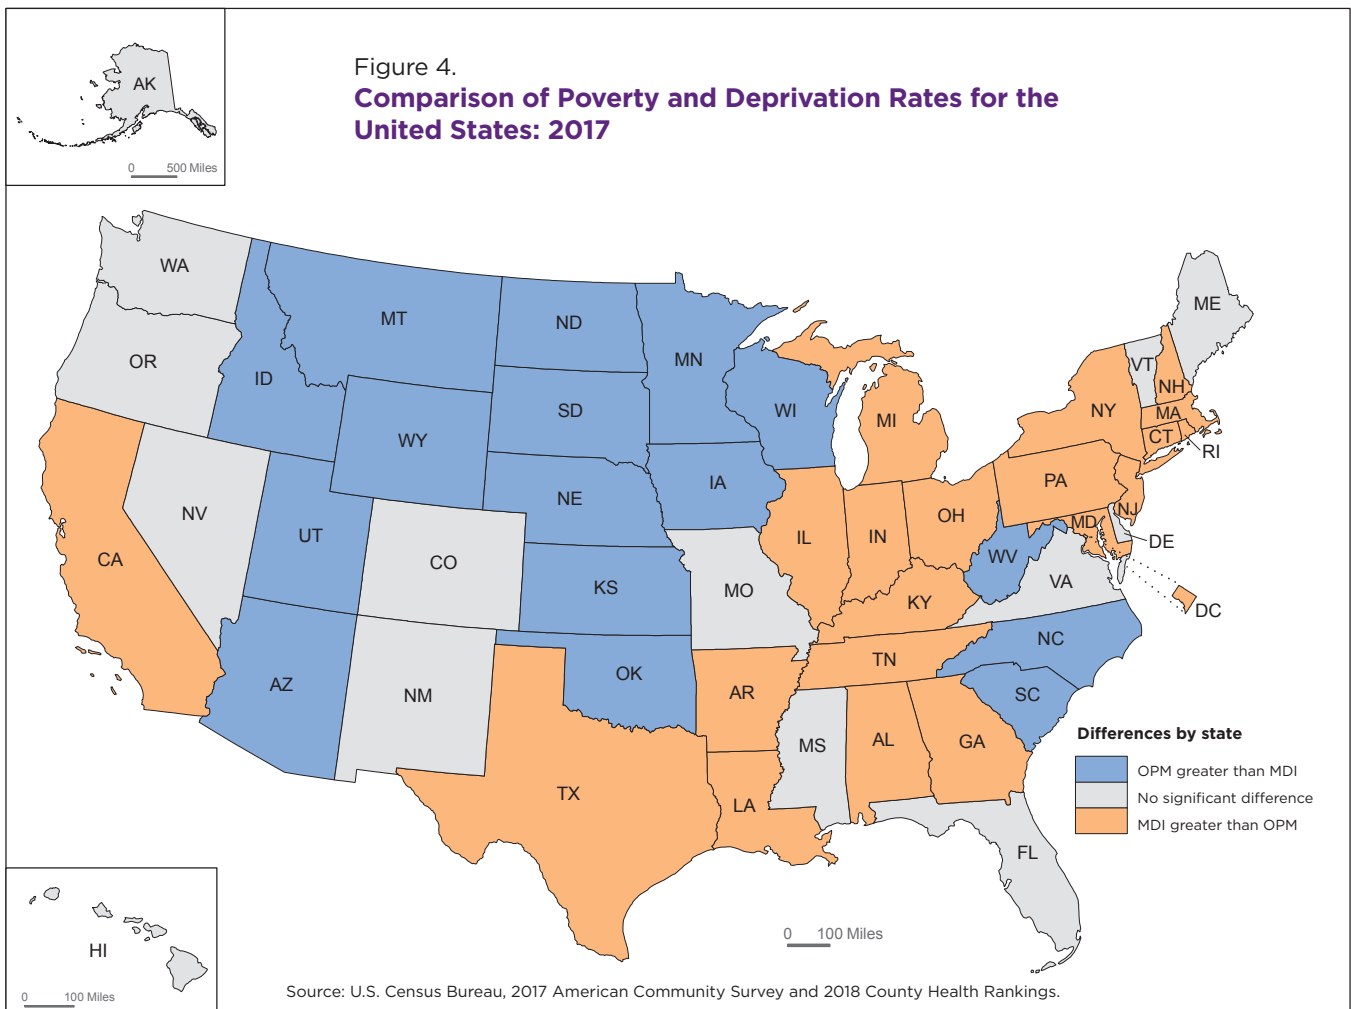 AK
0 500 Miles
Figure 4.
Comparison of Poverty and Deprivation Rates for the
United States: 2017
WA
MT
ND
ME
OR
ID
MN
VT
NH
SD
WI
NY
MA
WY
MI
CT
RI
IA
PA
NE
NV
NJ
OH
MD
UT
IL
IN
DE
CA
CO
WV
KS
MO
VA
KY
DC
NC
TN
OK
AZ
NM
AR
SC
MS
AL
GA
TX
LA
FL
Differences by state
OPM greater than MDI
No significant difference
MDI greater than OPM
HI
0 100 Miles
0 100 Miles
Source: U.S. Census Bureau, 2017 American Community Survey and 2018 County Health Rankings.